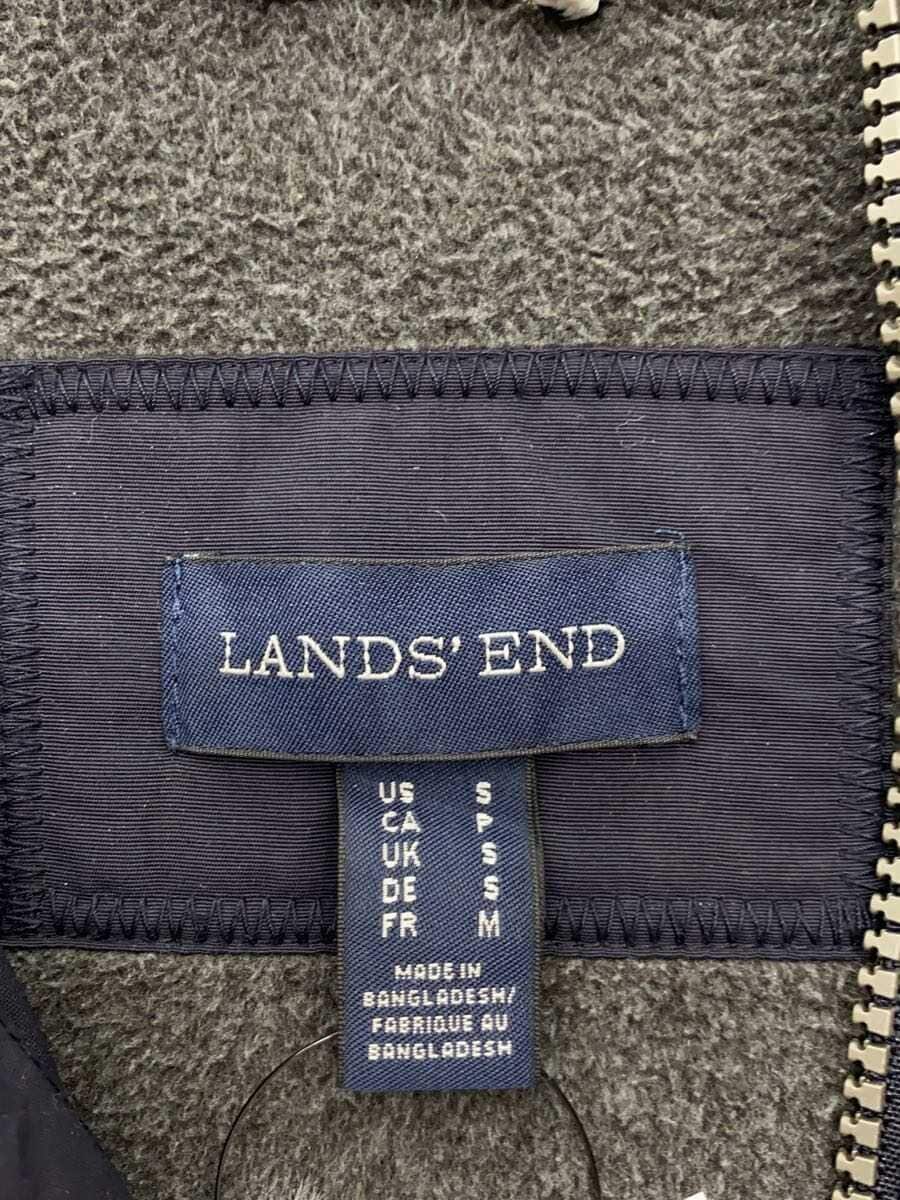 LANDS' END
US S
CA P
UK S
DE S
FR M
MADE IN
BANGLADESH/
FABRIQUE AU
BANGLADESH